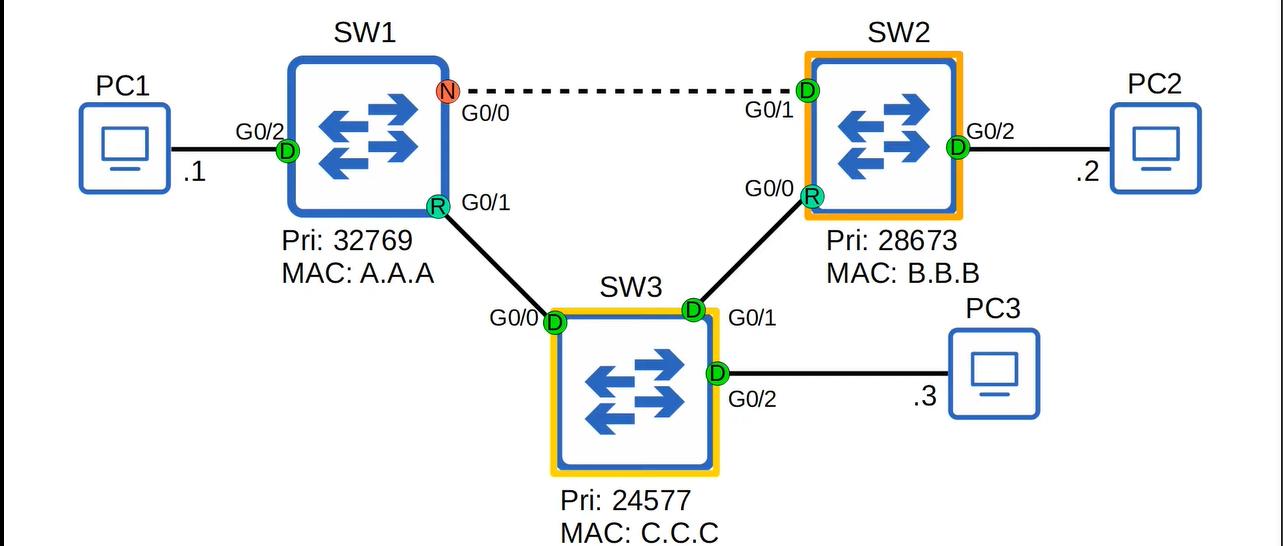 SW1
SW2
PC1
PC2
N
D
G0/0
G0/1
G0/2
D
D
G0/2
.1
.2
R
G0/1
G0/0
R
Pri: 32769
MAC: A.A.A
Pri: 28673
MAC: B.B.B
SW3
PC3
G0/0
D
D
G0/1
D
G0/2
.3
Pri: 24577
MAC: C.C.C